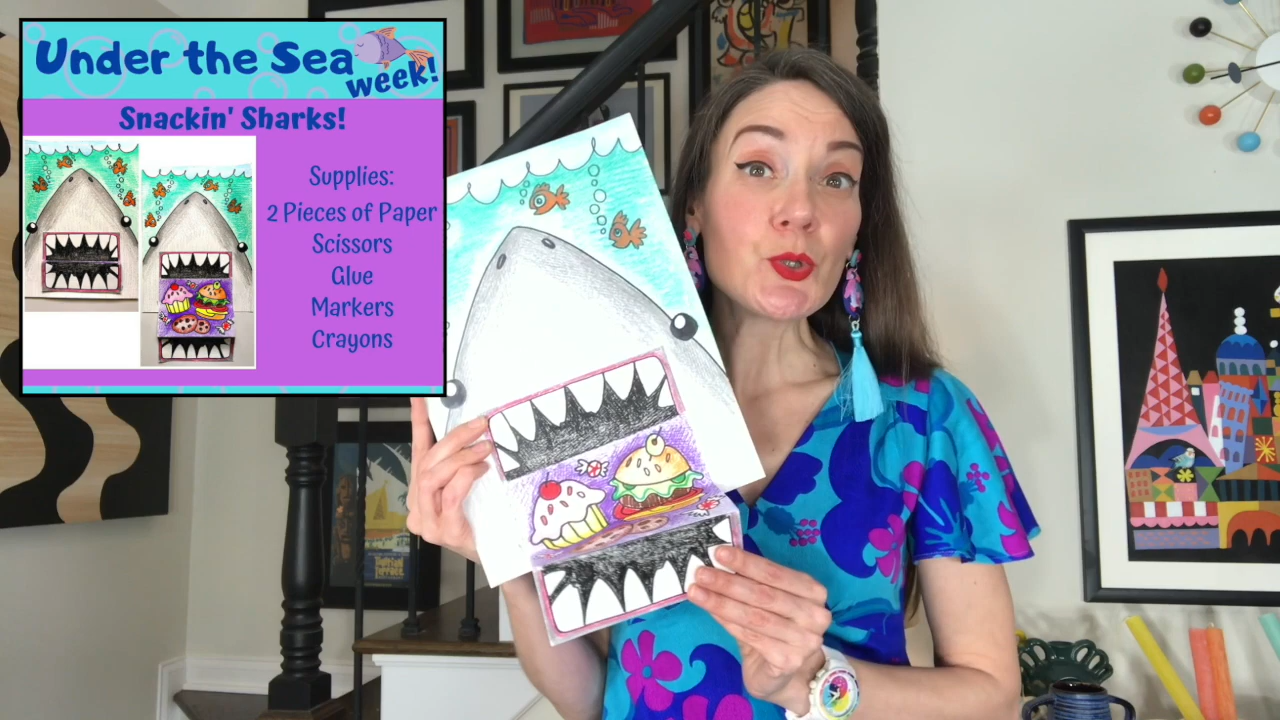 Under the Sea
week!
Snackin' Sharks!
Supplies:
2 Pieces of Paper
Scissors
Glue
Markers
Crayons